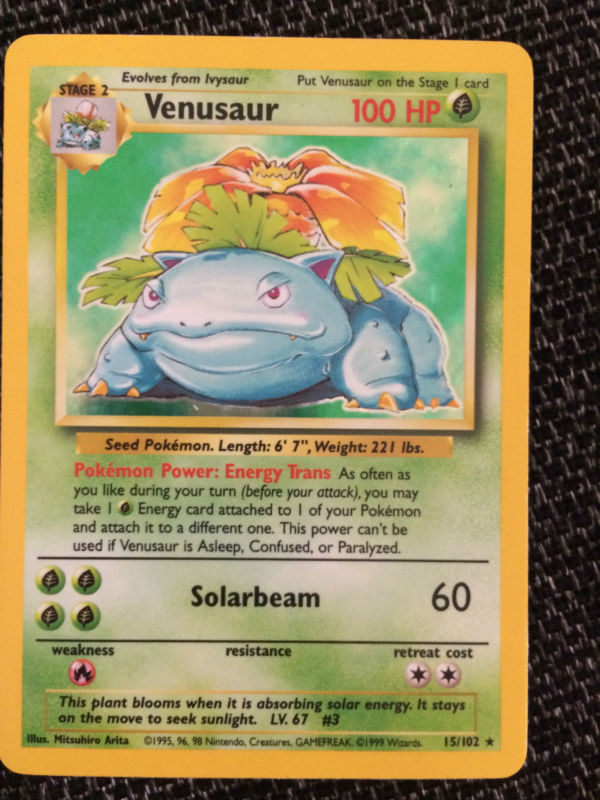 Evolves from Ivysaur Put Venusaur on the Stage 1 card
STAGE 2
Venusaur 100 HP
Seed Pokémon. Length: 6' 7", Weight: 221 lbs.
Pokémon Power: Energy Trans As often as
you like during your turn (before your attack), you may
take 1 Energy card attached to 1 of your Pokémon
and attach it to a different one. This power can't be
used if Venusaur is Asleep, Confused, or Paralyzed.
Solarbeam 60
weakness resistance retreat cost
This plant blooms when it is absorbing solar energy. It stays
on the move to seek sunlight. LV. 67 #3
Illus. Mitsuhiro Arita ©1995, 96, 98 Nintendo, Creatures, GAMEFREAK. ©1999 Wizards. 15/102 ★